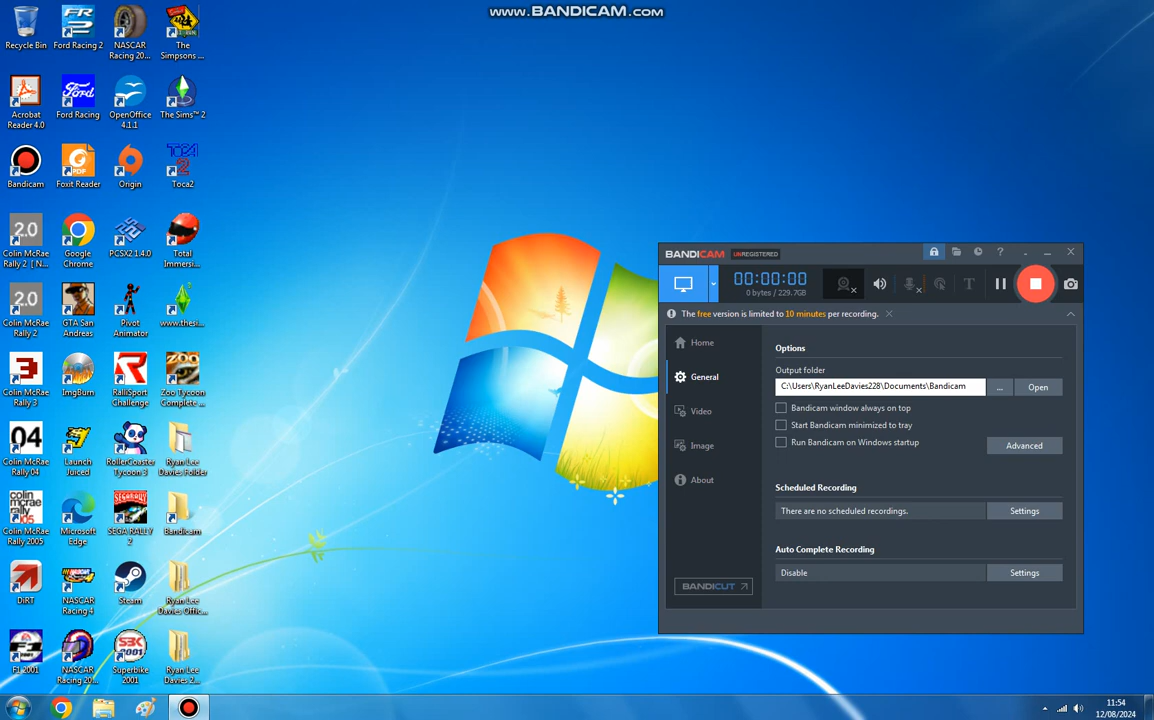 www.BANDICAM.com
Recycle Bin
Ford Racing 2
NASCAR
Racing 20...
The
Simpsons ...
Acrobat
Reader 4.0
Ford Racing
OpenOffice
4.1.1
The Sims™ 2
Bandicam
Foxit Reader
Origin
Toca2
Colin McRae
Rally 2_[ N...
Google
Chrome
PCSX2 1.4.0
Total
Immersi...
Colin McRae
Rally 2
GTA San
Andreas
Pivot
Animator
www.thesi...
Colin McRae
Rally 3
ImgBurn
RalliSport
Challenge
Zoo Tycoon
Complete ...
Colin McRae
Rally 04
Launch
Juiced
RollerCoaster
Tycoon 3
Ryan Lee
Davies Folder
Colin McRae
Rally 2005
Microsoft
Edge
SEGA RALLY
2
Bandicam
DiRT
NASCAR
Racing 4
Steam
Ryan Lee
Davies Offic...
F1 2001
NASCAR
Racing 20...
Superbike
2001
Ryan Lee
Davies 2...
BANDICAM UNREGISTERED
00:00:00
0 bytes / 229.7GB
The free version is limited to 10 minutes per recording.
Home
General
Video
Image
About
BANDICUT
Options
Output folder
C:\Users\RyanLeeDavies228\Documents\Bandicam
... Open
Bandicam window always on top
Start Bandicam minimized to tray
Run Bandicam on Windows startup
Advanced
Scheduled Recording
There are no scheduled recordings. Settings
Auto Complete Recording
Disable Settings
11:54
12/08/2024